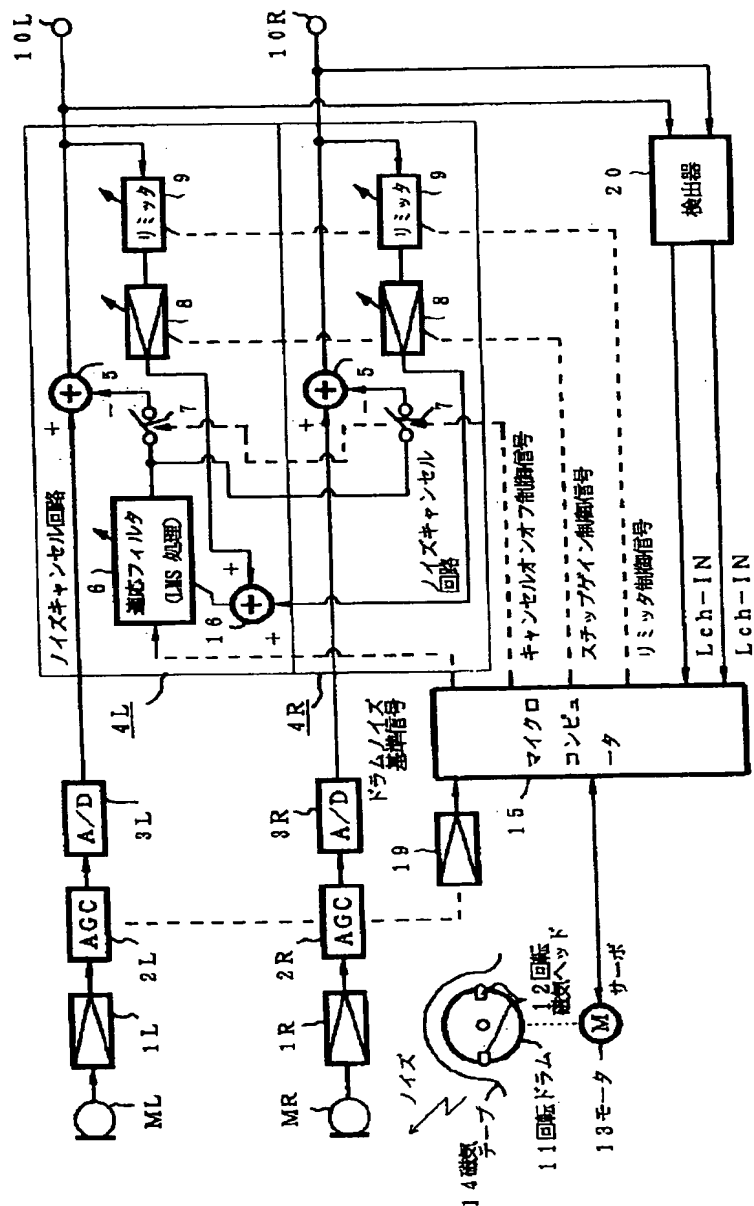 ML
1L
2L
AGC
3L
A/D
4L
ノイズキャンセル回路
6
適応フィルタ
(LMS 処理)
16
+
+
+
7
-
+
5
+
8
リミッタ
9
10L
MR
1R
2R
AGC
3R
A/D
4R
ノイズキャンセル
回路
7
-
+
5
+
8
リミッタ
9
10R
ドラムノイズ
基準信号
19
15
マイクロ
コンピュ
ータ
キャンセルオンオフ制御信号
ステップゲイン制御信号
リミッタ制御信号
Lch-IN
Lch-IN
20
検出器
ノイズ
14磁気
テープ
11回転ドラム
12回転
磁気ヘッド
M
13モータ
サーボ